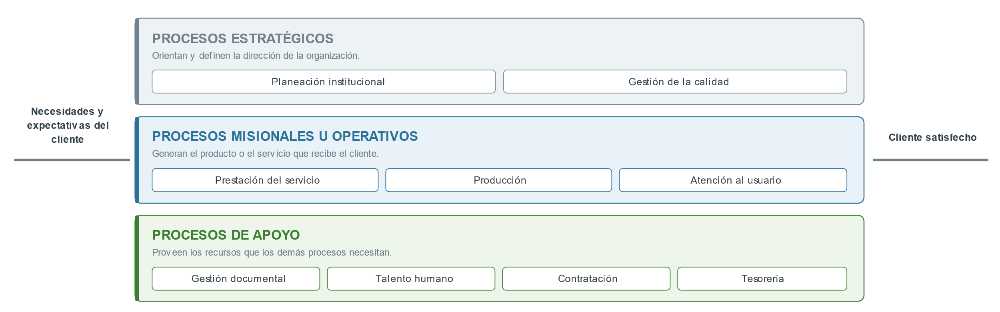 PROCESOS ESTRATÉGICOS
Orientan y definen la dirección de la organización.
Planeación institucional
Gestión de la calidad
Necesidades y
expectativas del
cliente
PROCESOS MISIONALES U OPERATIVOS
Generan el producto o el servicio que recibe el cliente.
Prestación del servicio
Producción
Atención al usuario
Cliente satisfecho
PROCESOS DE APOYO
Proveen los recursos que los demás procesos necesitan.
Gestión documental
Talento humano
Contratación
Tesorería